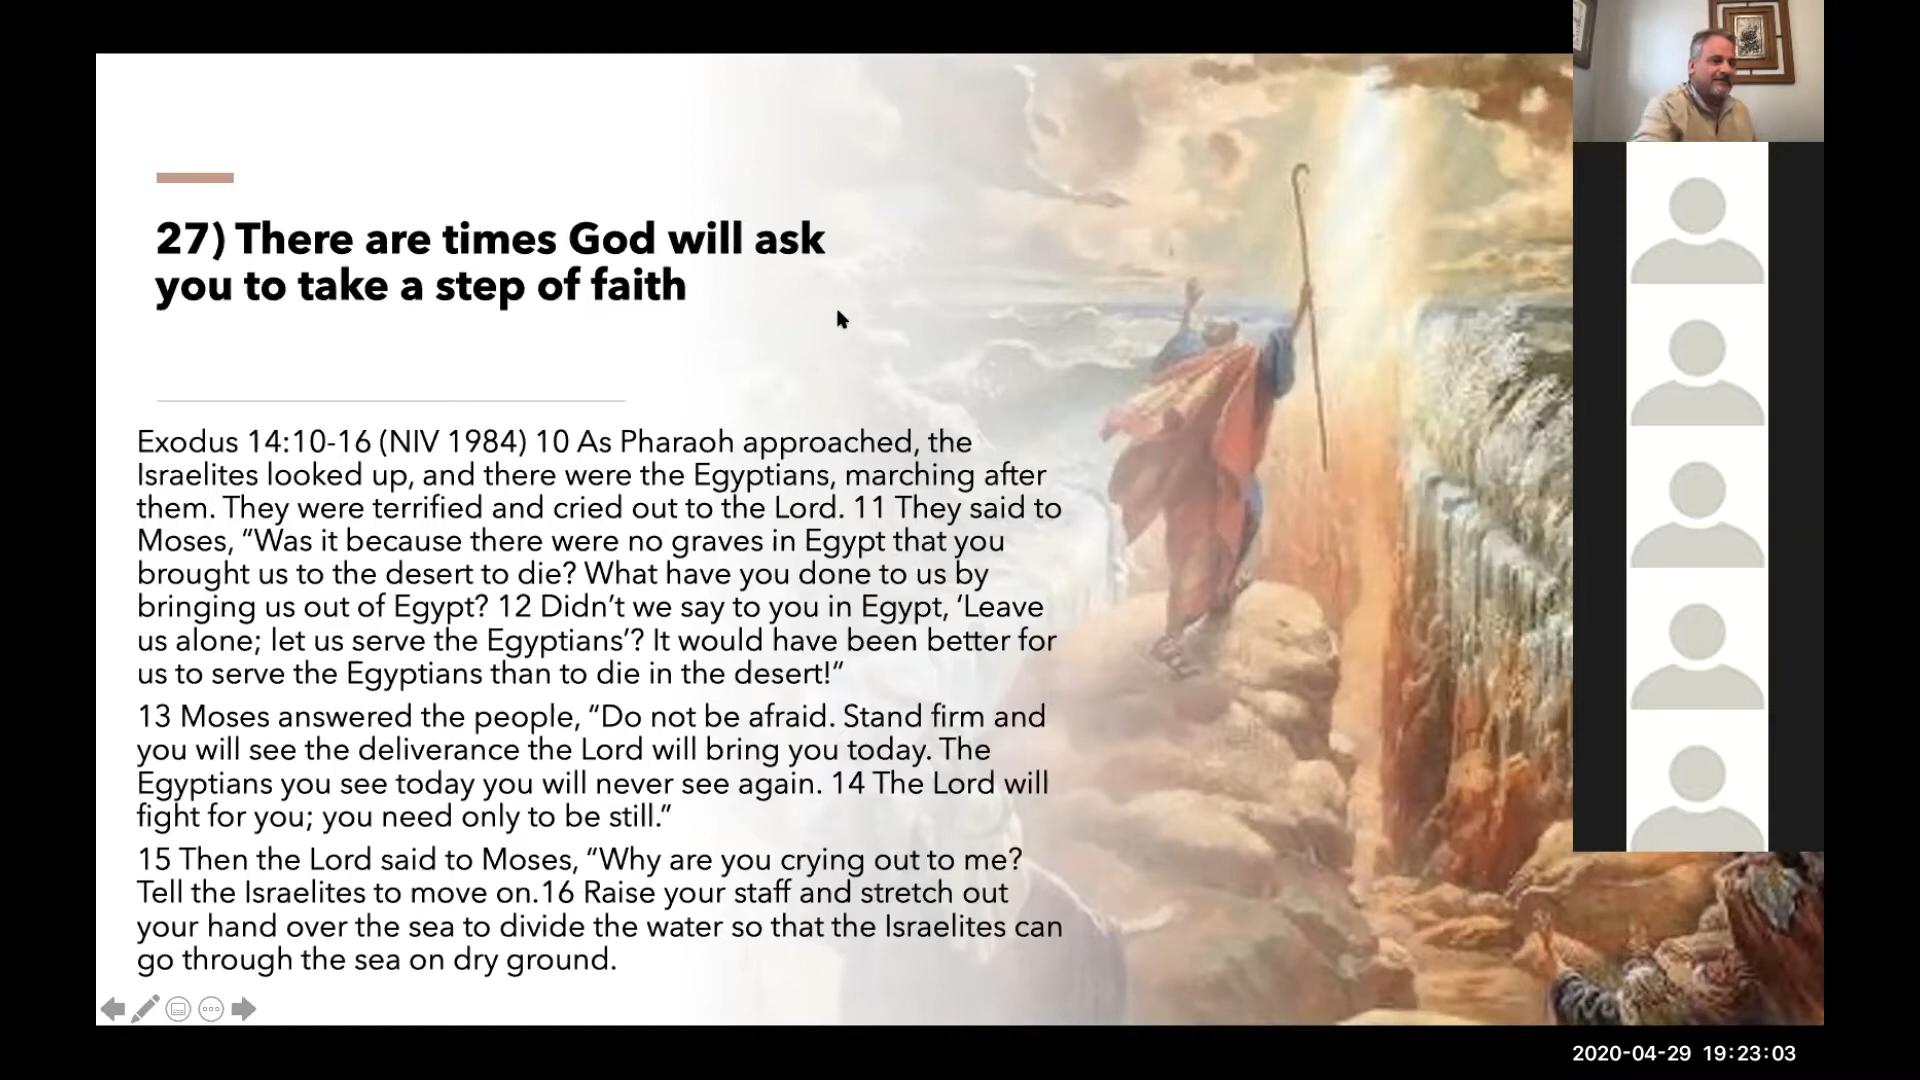 27) There are times God will ask
you to take a step of faith
Exodus 14:10-16 (NIV 1984) 10 As Pharaoh approached, the
Israelites looked up, and there were the Egyptians, marching after
them. They were terrified and cried out to the Lord. 11 They said to
Moses, “Was it because there were no graves in Egypt that you
brought us to the desert to die? What have you done to us by
bringing us out of Egypt? 12 Didn’t we say to you in Egypt, ‘Leave
us alone; let us serve the Egyptians’? It would have been better for
us to serve the Egyptians than to die in the desert!”
13 Moses answered the people, “Do not be afraid. Stand firm and
you will see the deliverance the Lord will bring you today. The
Egyptians you see today you will never see again. 14 The Lord will
fight for you; you need only to be still.”
15 Then the Lord said to Moses, “Why are you crying out to me?
Tell the Israelites to move on.16 Raise your staff and stretch out
your hand over the sea to divide the water so that the Israelites can
go through the sea on dry ground.
2020-04-29 19:23:03